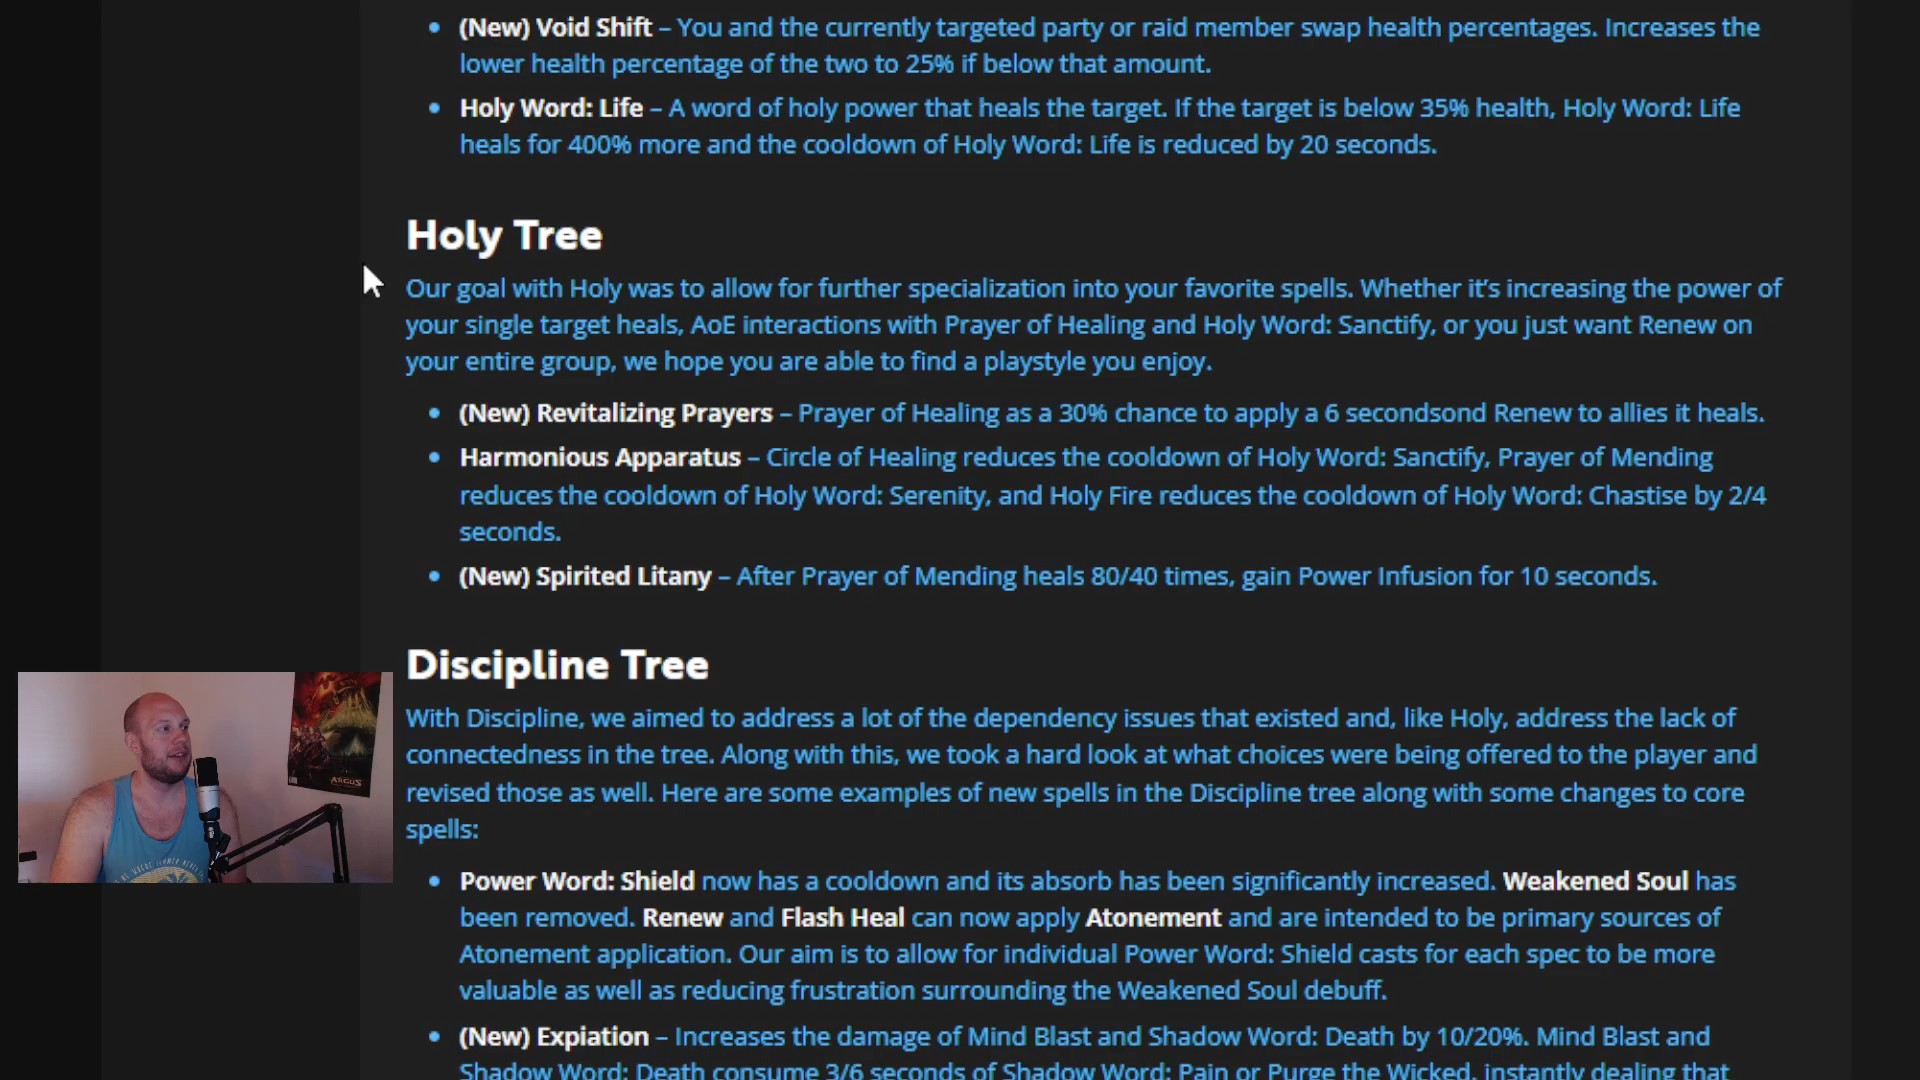 (New) Void Shift – You and the currently targeted party or raid member swap health percentages. Increases the
lower health percentage of the two to 25% if below that amount.
Holy Word: Life – A word of holy power that heals the target. If the target is below 35% health, Holy Word: Life
heals for 400% more and the cooldown of Holy Word: Life is reduced by 20 seconds.
Holy Tree
Our goal with Holy was to allow for further specialization into your favorite spells. Whether it's increasing the power of
your single target heals, AoE interactions with Prayer of Healing and Holy Word: Sanctify, or you just want Renew on
your entire group, we hope you are able to find a playstyle you enjoy.
(New) Revitalizing Prayers – Prayer of Healing as a 30% chance to apply a 6 secondsond Renew to allies it heals.
Harmonious Apparatus – Circle of Healing reduces the cooldown of Holy Word: Sanctify, Prayer of Mending
reduces the cooldown of Holy Word: Serenity, and Holy Fire reduces the cooldown of Holy Word: Chastise by 2/4
seconds.
(New) Spirited Litany – After Prayer of Mending heals 80/40 times, gain Power Infusion for 10 seconds.
Discipline Tree
With Discipline, we aimed to address a lot of the dependency issues that existed and, like Holy, address the lack of
connectedness in the tree. Along with this, we took a hard look at what choices were being offered to the player and
revised those as well. Here are some examples of new spells in the Discipline tree along with some changes to core
spells:
Power Word: Shield now has a cooldown and its absorb has been significantly increased. Weakened Soul has
been removed. Renew and Flash Heal can now apply Atonement and are intended to be primary sources of
Atonement application. Our aim is to allow for individual Power Word: Shield casts for each spec to be more
valuable as well as reducing frustration surrounding the Weakened Soul debuff.
(New) Expiation – Increases the damage of Mind Blast and Shadow Word: Death by 10/20%. Mind Blast and
Shadow Word: Death consume 3/6 seconds of Shadow Word: Pain or Purge the Wicked, instantly dealing that
ARGUS